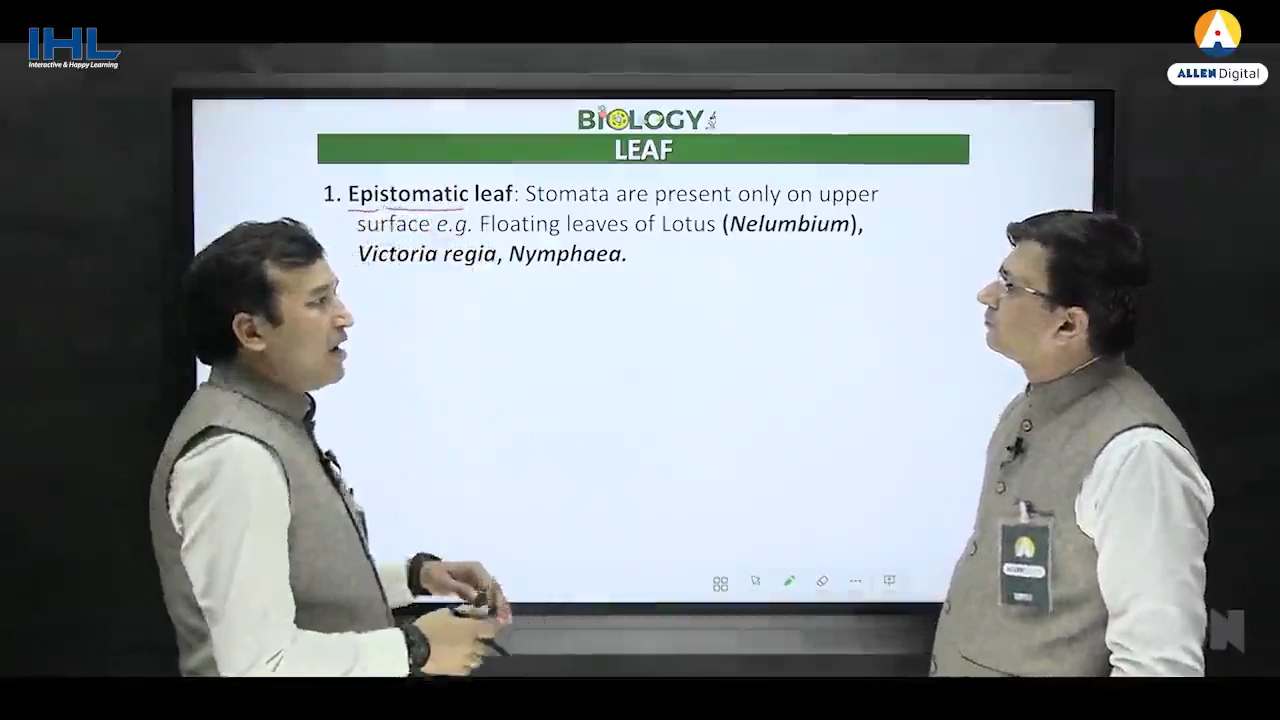 IHL
Interactive & Happy Learning
ALLEN Digital
BIOLOGY
LEAF
1. Epistomatic leaf: Stomata are present only on upper
surface e.g. Floating leaves of Lotus (Nelumbium),
Victoria regia, Nymphaea.
ALLEN
N